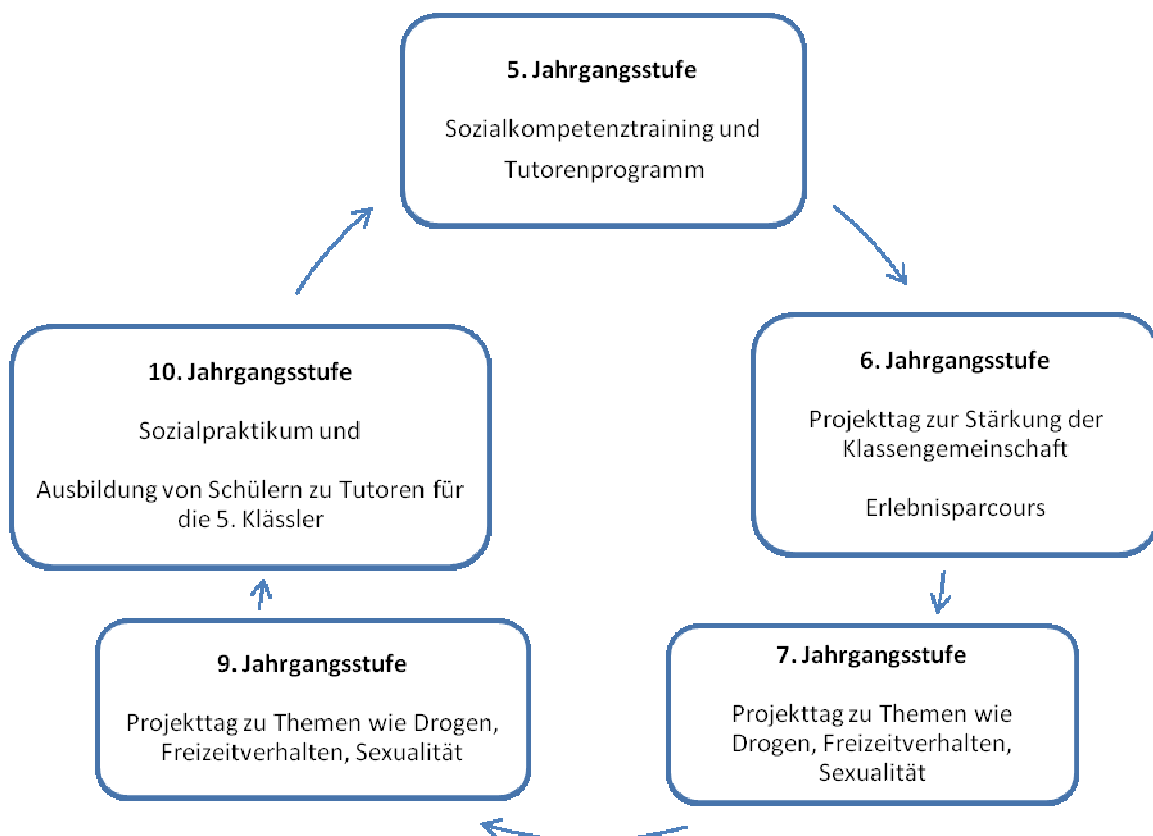 5. Jahrgangsstufe
Sozialkompetenztraining und
Tutorenprogramm
6. Jahrgangsstufe
Projekttag zur Stärkung der
Klassengemeinschaft
Erlebnisparcours
7. Jahrgangsstufe
Projekttag zu Themen wie
Drogen, Freizeitverhalten,
Sexualität
9. Jahrgangsstufe
Projekttag zu Themen wie Drogen,
Freizeitverhalten, Sexualität
10. Jahrgangsstufe
Sozialpraktikum und
Ausbildung von Schülern zu Tutoren für
die 5. Klässler